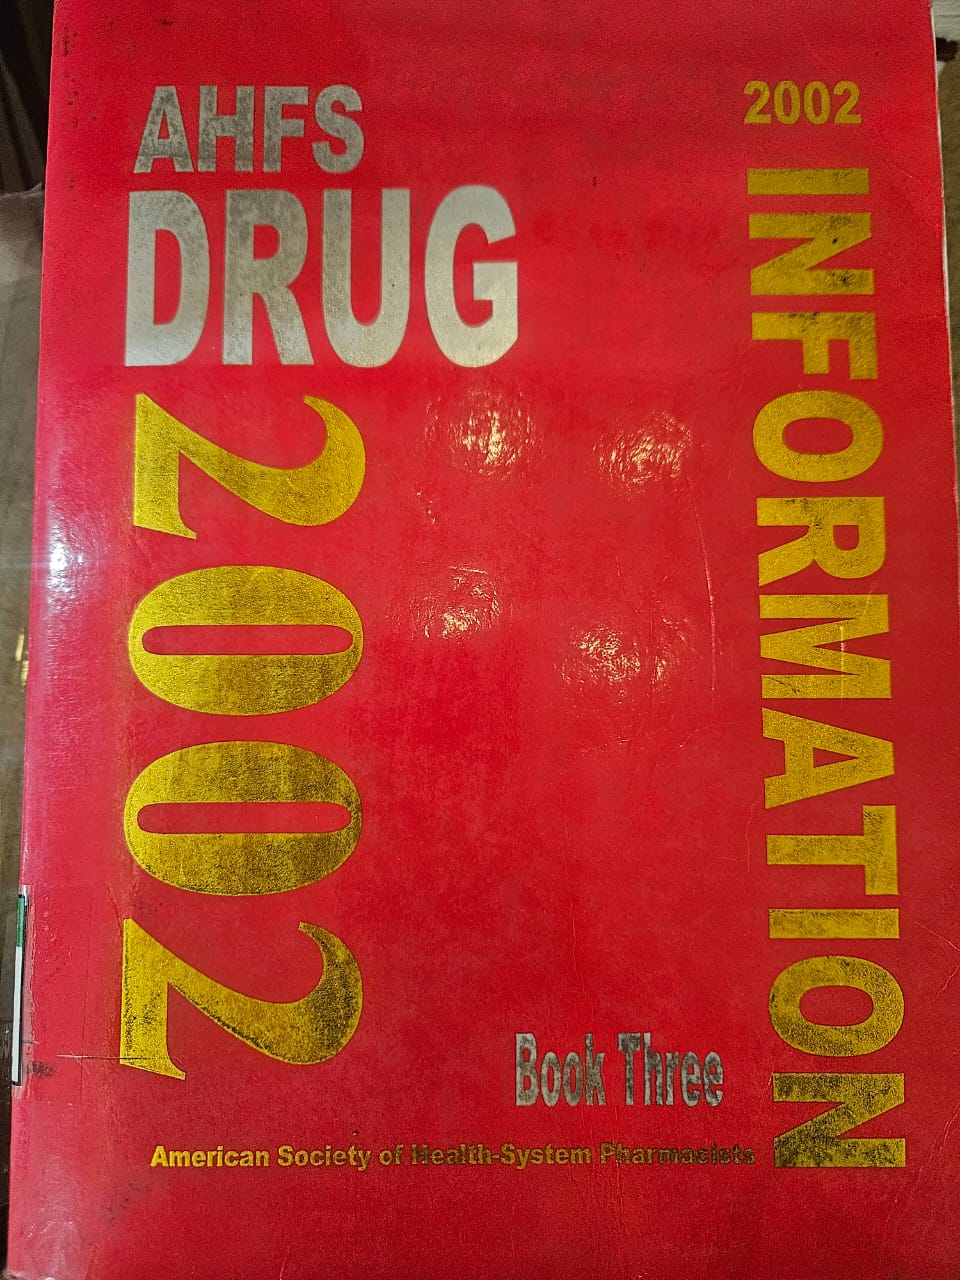 AHFS
DRUG
2002
2002
INFORMATION
Book Three
American Society of Health-System Pharmacists